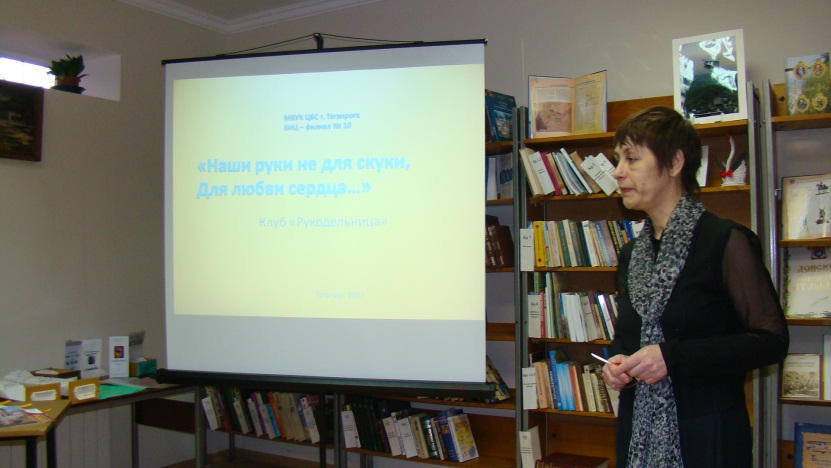 МБУК ЦБС г. Таганрога
БИЦ – филиал № 10
«Наши руки не для скуки,
Для любви сердца...»
Клуб «Рукодельница»